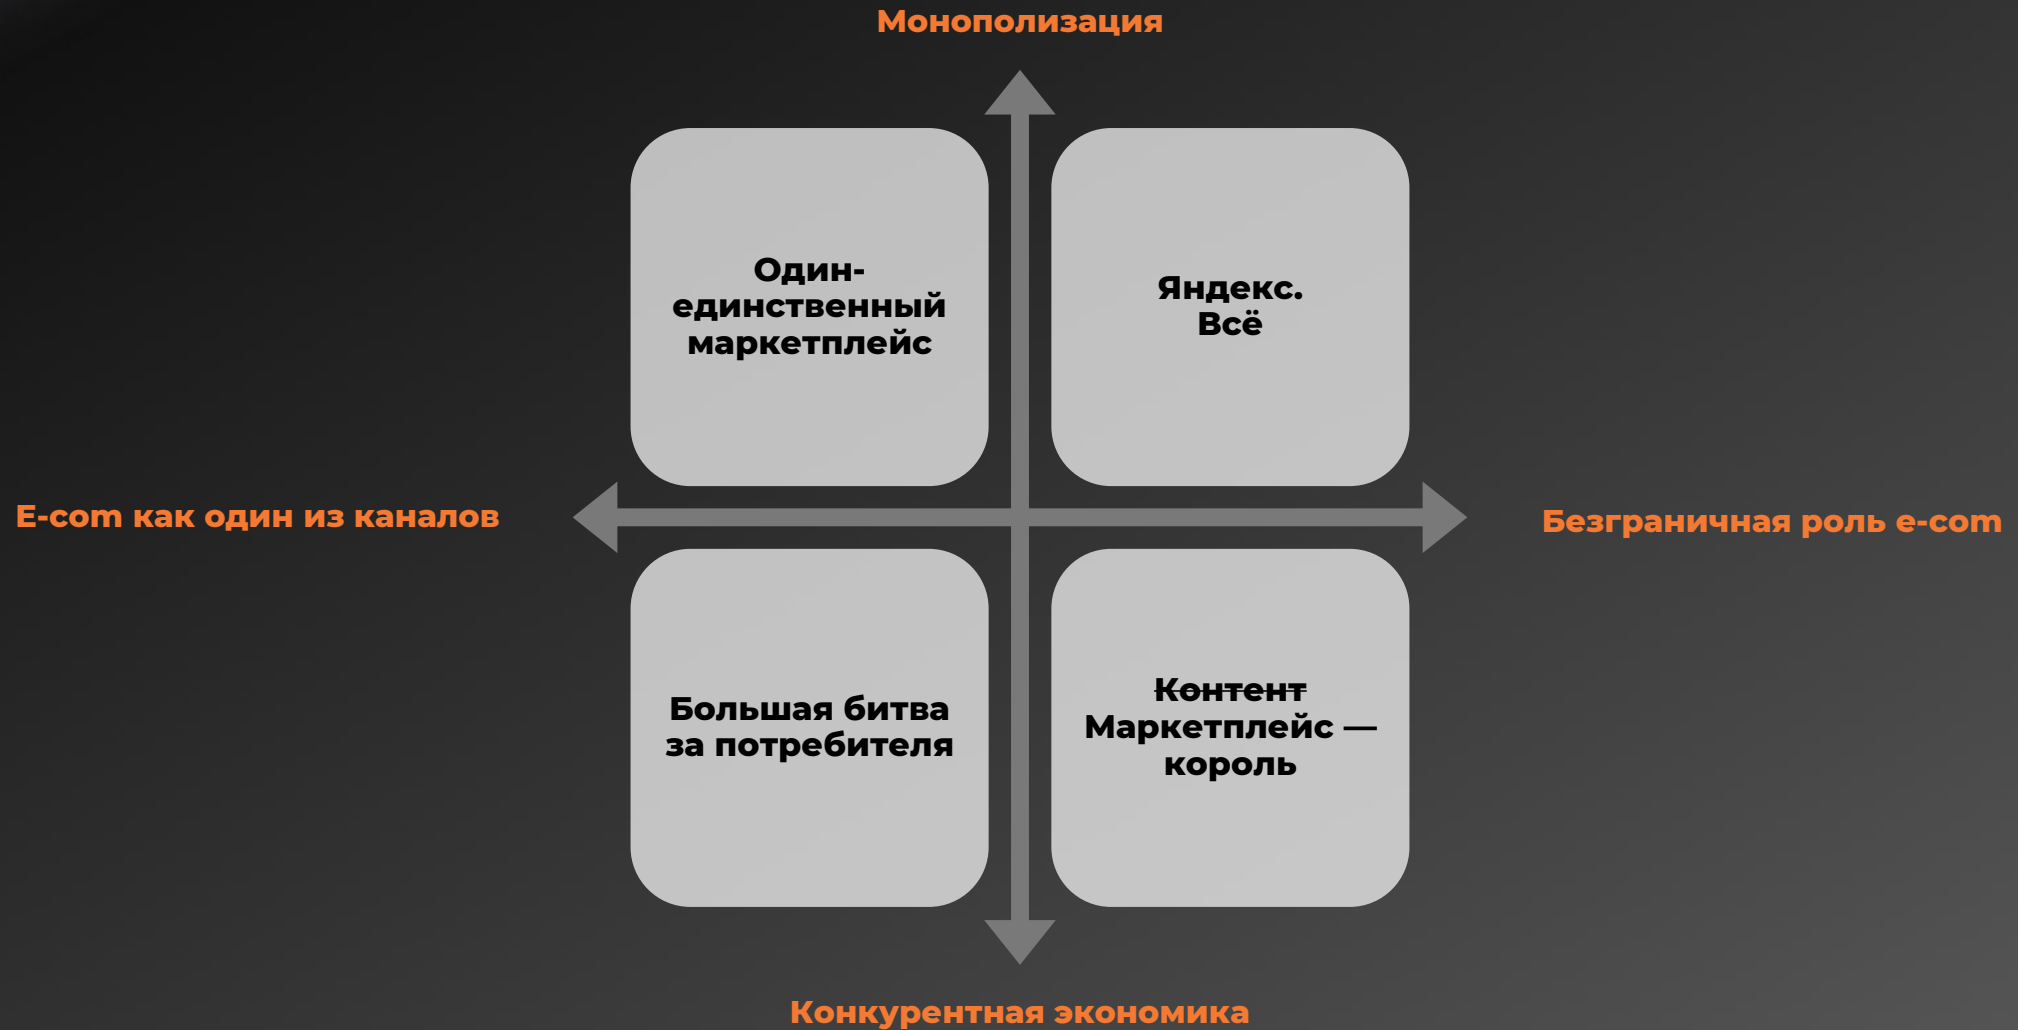 Монополизация
Один-
единственный
маркетплейс
Яндекс.
Всё
E-com как один из каналов
Безграничная роль e-com
Большая битва
за потребителя
Контент
Маркетплейс —
король
Конкурентная экономика